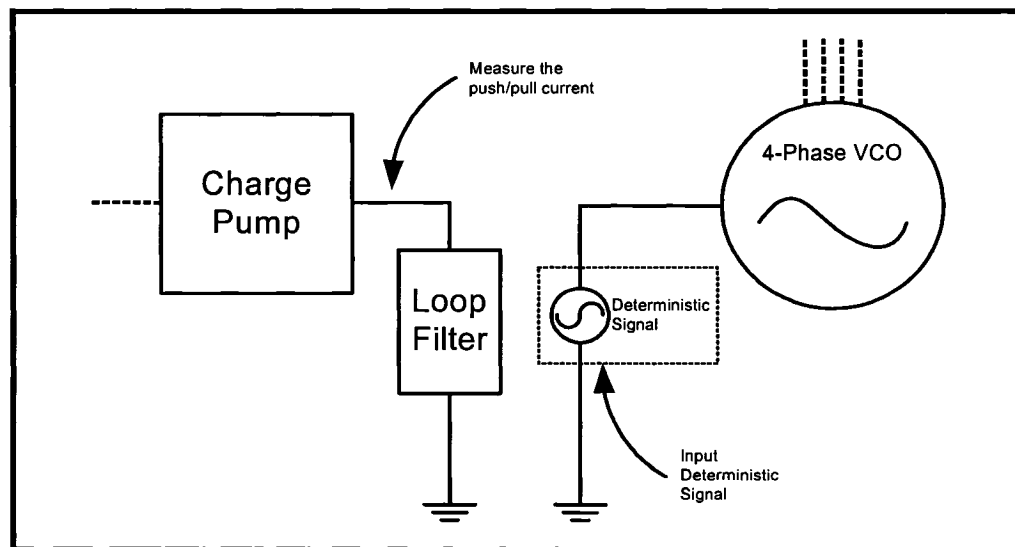 Measure the
push/pull current
4-Phase VCO
Charge
Pump
Loop
Filter
Deterministic
Signal
Input
Deterministic
Signal